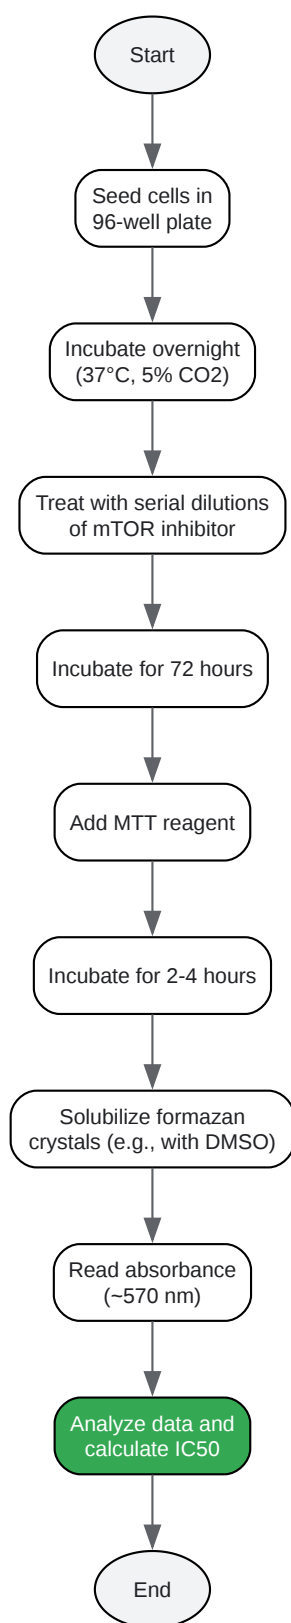 Start
Seed cells in
96-well plate
Incubate overnight
(37°C, 5% CO2)
Treat with serial dilutions
of mTOR inhibitor
Incubate for 72 hours
Add MTT reagent
Incubate for 2-4 hours
Solubilize formazan
crystals (e.g., with DMSO)
Read absorbance
(~570 nm)
Analyze data and
calculate IC50
End